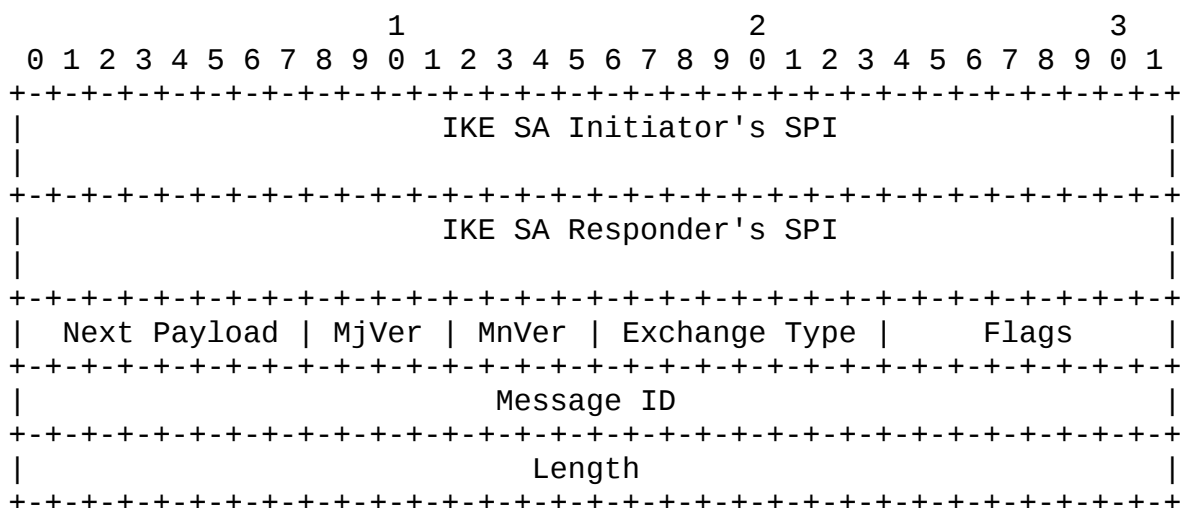 1                   2                   3
 0 1 2 3 4 5 6 7 8 9 0 1 2 3 4 5 6 7 8 9 0 1 2 3 4 5 6 7 8 9 0 1
+-+-+-+-+-+-+-+-+-+-+-+-+-+-+-+-+-+-+-+-+-+-+-+-+-+-+-+-+-+-+-+-+
|                       IKE SA Initiator's SPI                  |
|                                                               |
+-+-+-+-+-+-+-+-+-+-+-+-+-+-+-+-+-+-+-+-+-+-+-+-+-+-+-+-+-+-+-+-+
|                       IKE SA Responder's SPI                  |
|                                                               |
+-+-+-+-+-+-+-+-+-+-+-+-+-+-+-+-+-+-+-+-+-+-+-+-+-+-+-+-+-+-+-+-+
|  Next Payload | MjVer | MnVer | Exchange Type |     Flags     |
+-+-+-+-+-+-+-+-+-+-+-+-+-+-+-+-+-+-+-+-+-+-+-+-+-+-+-+-+-+-+-+-+
|                          Message ID                           |
+-+-+-+-+-+-+-+-+-+-+-+-+-+-+-+-+-+-+-+-+-+-+-+-+-+-+-+-+-+-+-+-+
|                            Length                             |
+-+-+-+-+-+-+-+-+-+-+-+-+-+-+-+-+-+-+-+-+-+-+-+-+-+-+-+-+-+-+-+-+